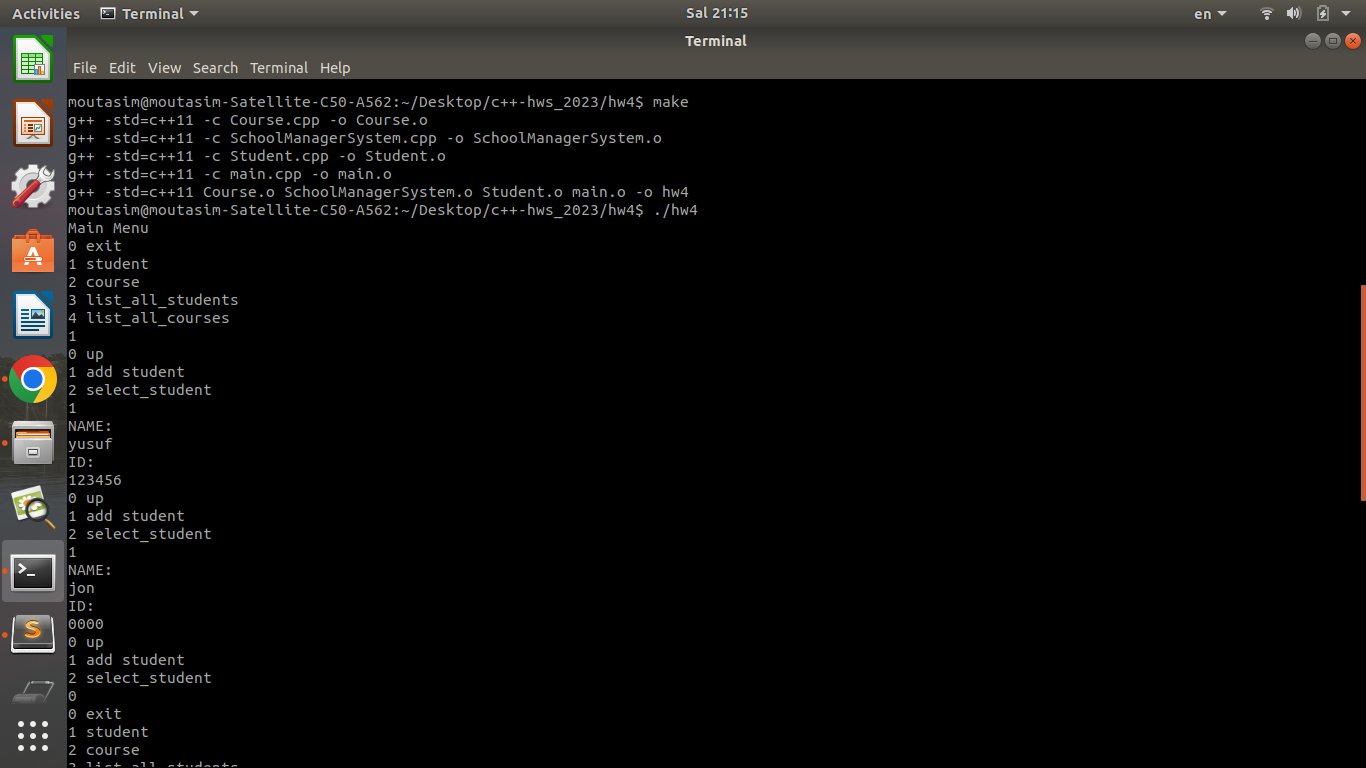 Activities Terminal Sal 21:15 en
Terminal
File Edit View Search Terminal Help
moutasim@moutasim-Satellite-C50-A562:~/Desktop/c++-hws_2023/hw4$ make
g++ -std=c++11 -c Course.cpp -o Course.o
g++ -std=c++11 -c SchoolManagerSystem.cpp -o SchoolManagerSystem.o
g++ -std=c++11 -c Student.cpp -o Student.o
g++ -std=c++11 -c main.cpp -o main.o
g++ -std=c++11 Course.o SchoolManagerSystem.o Student.o main.o -o hw4
moutasim@moutasim-Satellite-C50-A562:~/Desktop/c++-hws_2023/hw4$ ./hw4
Main Menu
0 exit
1 student
2 course
3 list_all_students
4 list_all_courses
1
0 up
1 add student
2 select_student
1
NAME:
yusuf
ID:
123456
0 up
1 add student
2 select_student
1
NAME:
jon
ID:
0000
0 up
1 add student
2 select_student
0
0 exit
1 student
2 course
3 list_all_students